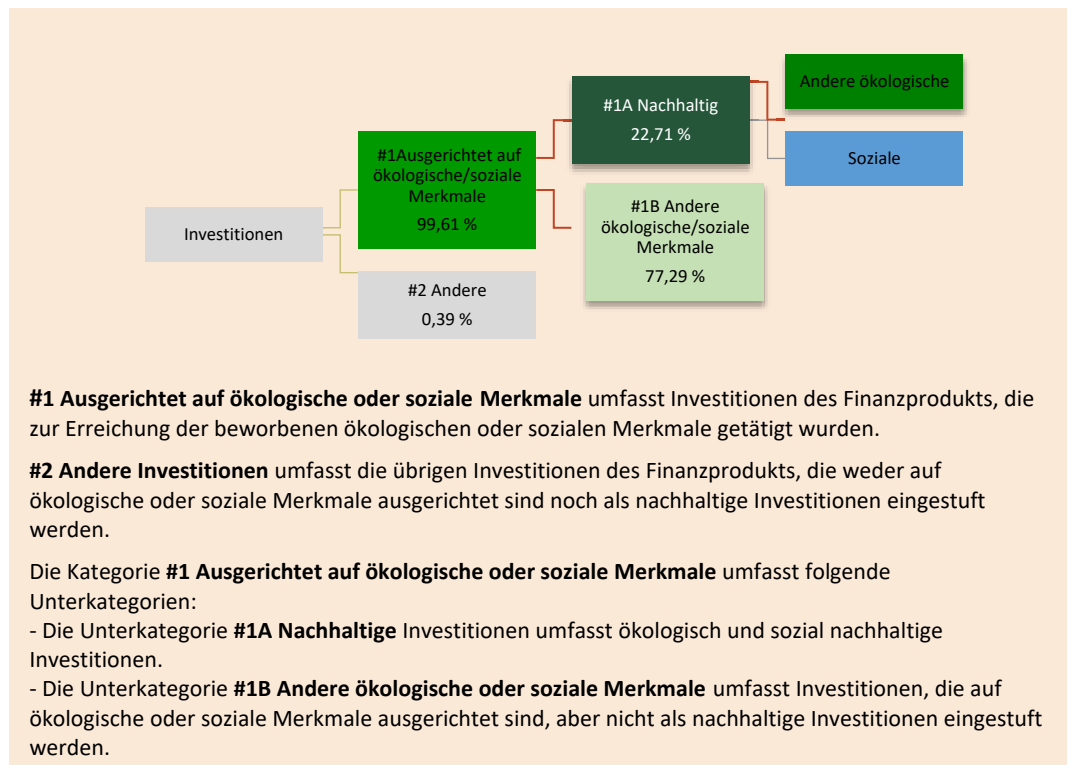 Investitionen
#1Ausgerichtet auf
ökologische/soziale
Merkmale
99,61 %
#2 Andere
0,39 %
#1A Nachhaltig
22,71 %
#1B Andere
ökologische/soziale
Merkmale
77,29 %
Andere ökologische
Soziale
#1 Ausgerichtet auf ökologische oder soziale Merkmale umfasst Investitionen des Finanzprodukts, die
zur Erreichung der beworbenen ökologischen oder sozialen Merkmale getätigt wurden.
#2 Andere Investitionen umfasst die übrigen Investitionen des Finanzprodukts, die weder auf
ökologische oder soziale Merkmale ausgerichtet sind noch als nachhaltige Investitionen eingestuft
werden.
Die Kategorie #1 Ausgerichtet auf ökologische oder soziale Merkmale umfasst folgende
Unterkategorien:
- Die Unterkategorie #1A Nachhaltige Investitionen umfasst ökologisch und sozial nachhaltige
Investitionen.
- Die Unterkategorie #1B Andere ökologische oder soziale Merkmale umfasst Investitionen, die auf
ökologische oder soziale Merkmale ausgerichtet sind, aber nicht als nachhaltige Investitionen eingestuft
werden.